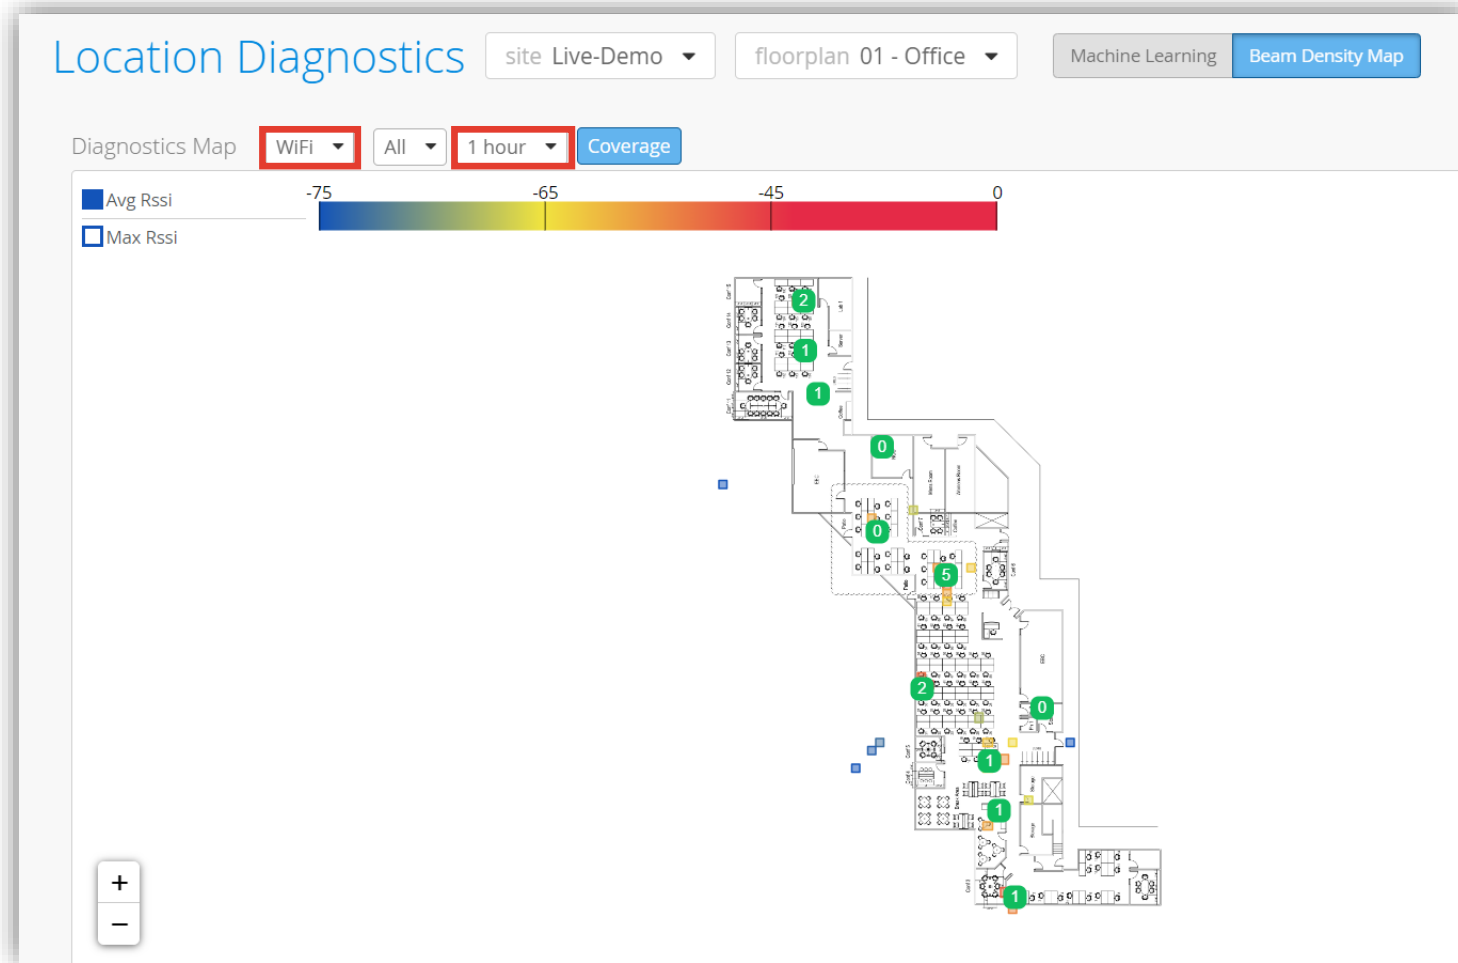 Location Diagnostics
site Live-Demo
floorplan 01 - Office
Machine Learning
Beam Density Map
Diagnostics Map
WiFi
All
1 hour
Coverage
Avg Rssi
Max Rssi
-75 -65 -45 0
2
1
1
0
0
5
2
0
1
1
1
+
−